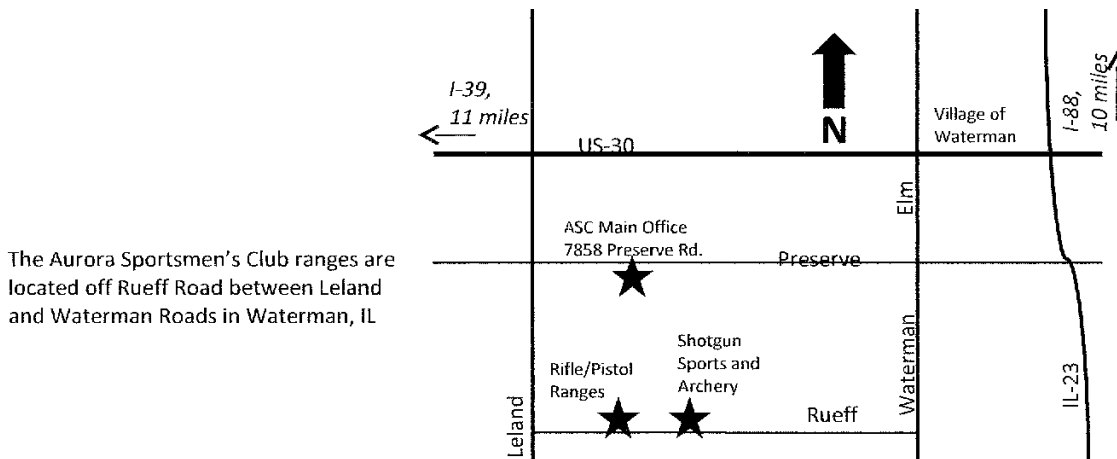 I-39,
11 miles
N
Village of
Waterman
I-88,
10 miles
US-30
Elm
ASC Main Office
7858 Preserve Rd.
Preserve
The Aurora Sportsmen's Club ranges are
located off Rueff Road between Leland
and Waterman Roads in Waterman, IL
Shotgun
Sports and
Archery
Rifle/Pistol
Ranges
Rueff
Leland
Waterman
IL-23